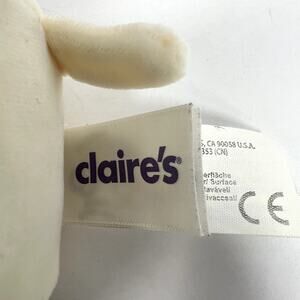 claire's®
, CA 90058 U.S.A.
353 (CN)
erfläche
/ Surface
CE